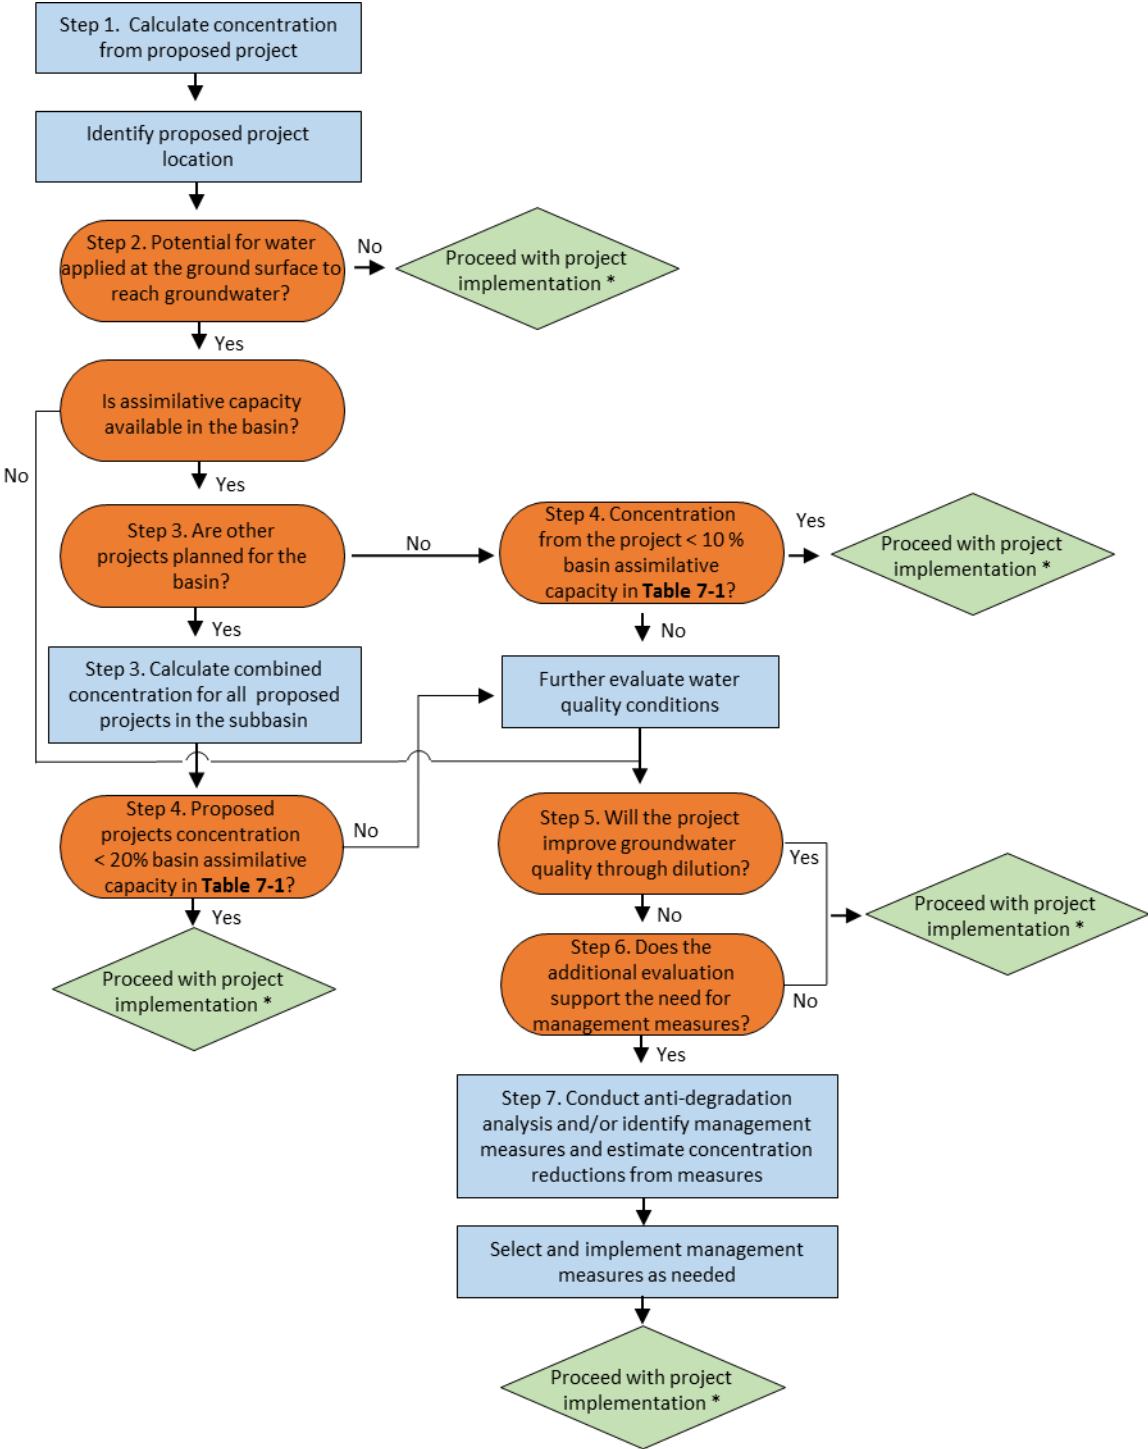 Step 1. Calculate concentration
from proposed project
Identify proposed project
location
Step 2. Potential for water
applied at the ground surface to
reach groundwater?
No
Proceed with project
implementation *
Yes
Is assimilative capacity
available in the basin?
No
Yes
Step 3. Are other
projects planned for the
basin?
No
Step 4. Concentration
from the project < 10 %
basin assimilative
capacity in Table 7-1?
Yes
Proceed with project
implementation *
Yes
No
Step 3. Calculate combined
concentration for all proposed
projects in the subbasin
Further evaluate water
quality conditions
Step 4. Proposed
projects concentration
< 20% basin assimilative
capacity in Table 7-1?
No
Yes
Proceed with project
implementation *
Step 5. Will the project
improve groundwater
quality through dilution?
Yes
No
Proceed with project
implementation *
Step 6. Does the
additional evaluation
support the need for
management measures?
No
Yes
Step 7. Conduct anti-degradation
analysis and/or identify management
measures and estimate concentration
reductions from measures
Select and implement management
measures as needed
Proceed with project
implementation *